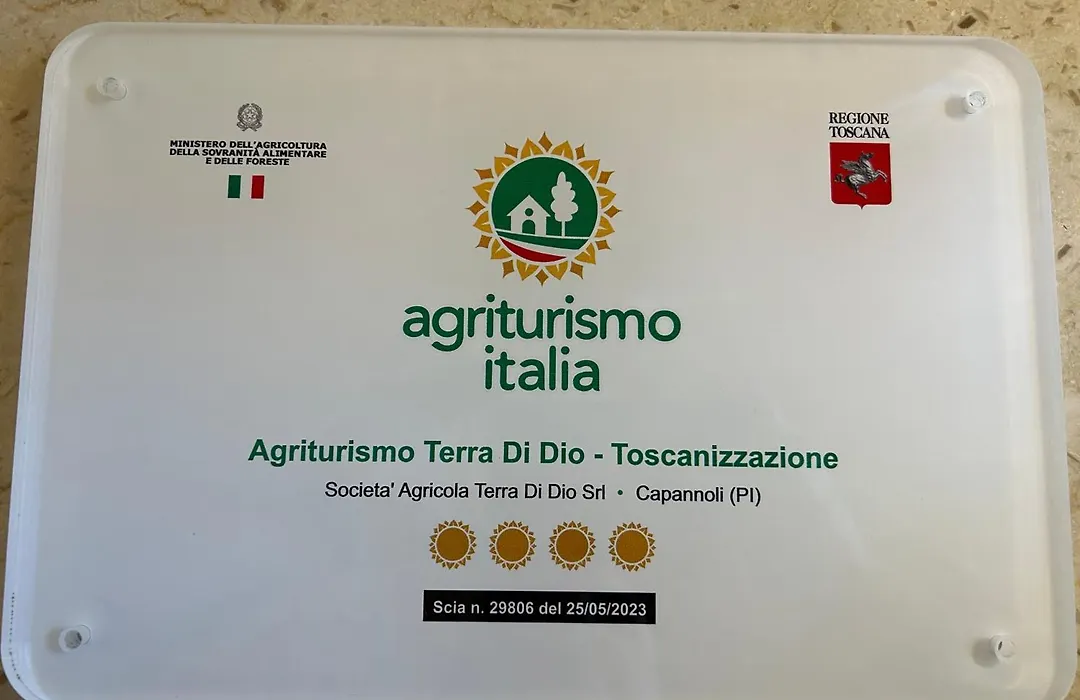 MINISTERO DELL'AGRICOLTURA
DELLA SOVRANITÀ ALIMENTARE
E DELLE FORESTE
REGIONE
TOSCANA
agriturismo
italia
Agriturismo Terra Di Dio - Toscanizzazione
Societa' Agricola Terra Di Dio Srl • Capannoli (PI)
Scia n. 29806 del 25/05/2023